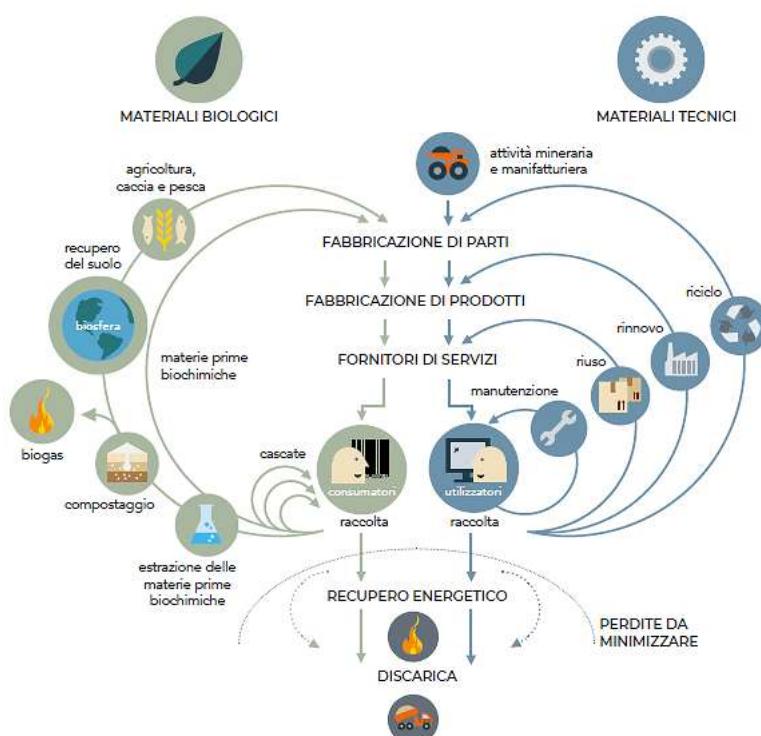 MATERIALI BIOLOGICI
MATERIALI TECNICI
agricoltura,
caccia e pesca
attività mineraria
e manifatturiera
FABBRICAZIONE DI PARTI
recupero
del suolo
biosfera
FABBRICAZIONE DI PRODOTTI
riciclo
rinnovo
materie prime
biochimiche
FORNITORI DI SERVIZI
riuso
manutenzione
biogas
cascate
consumatori
utilizzatori
compostaggio
raccolta
raccolta
estrazione delle
materie prime
biochimiche
RECUPERO ENERGETICO
PERDITE DA
MINIMIZZARE
DISCARICA